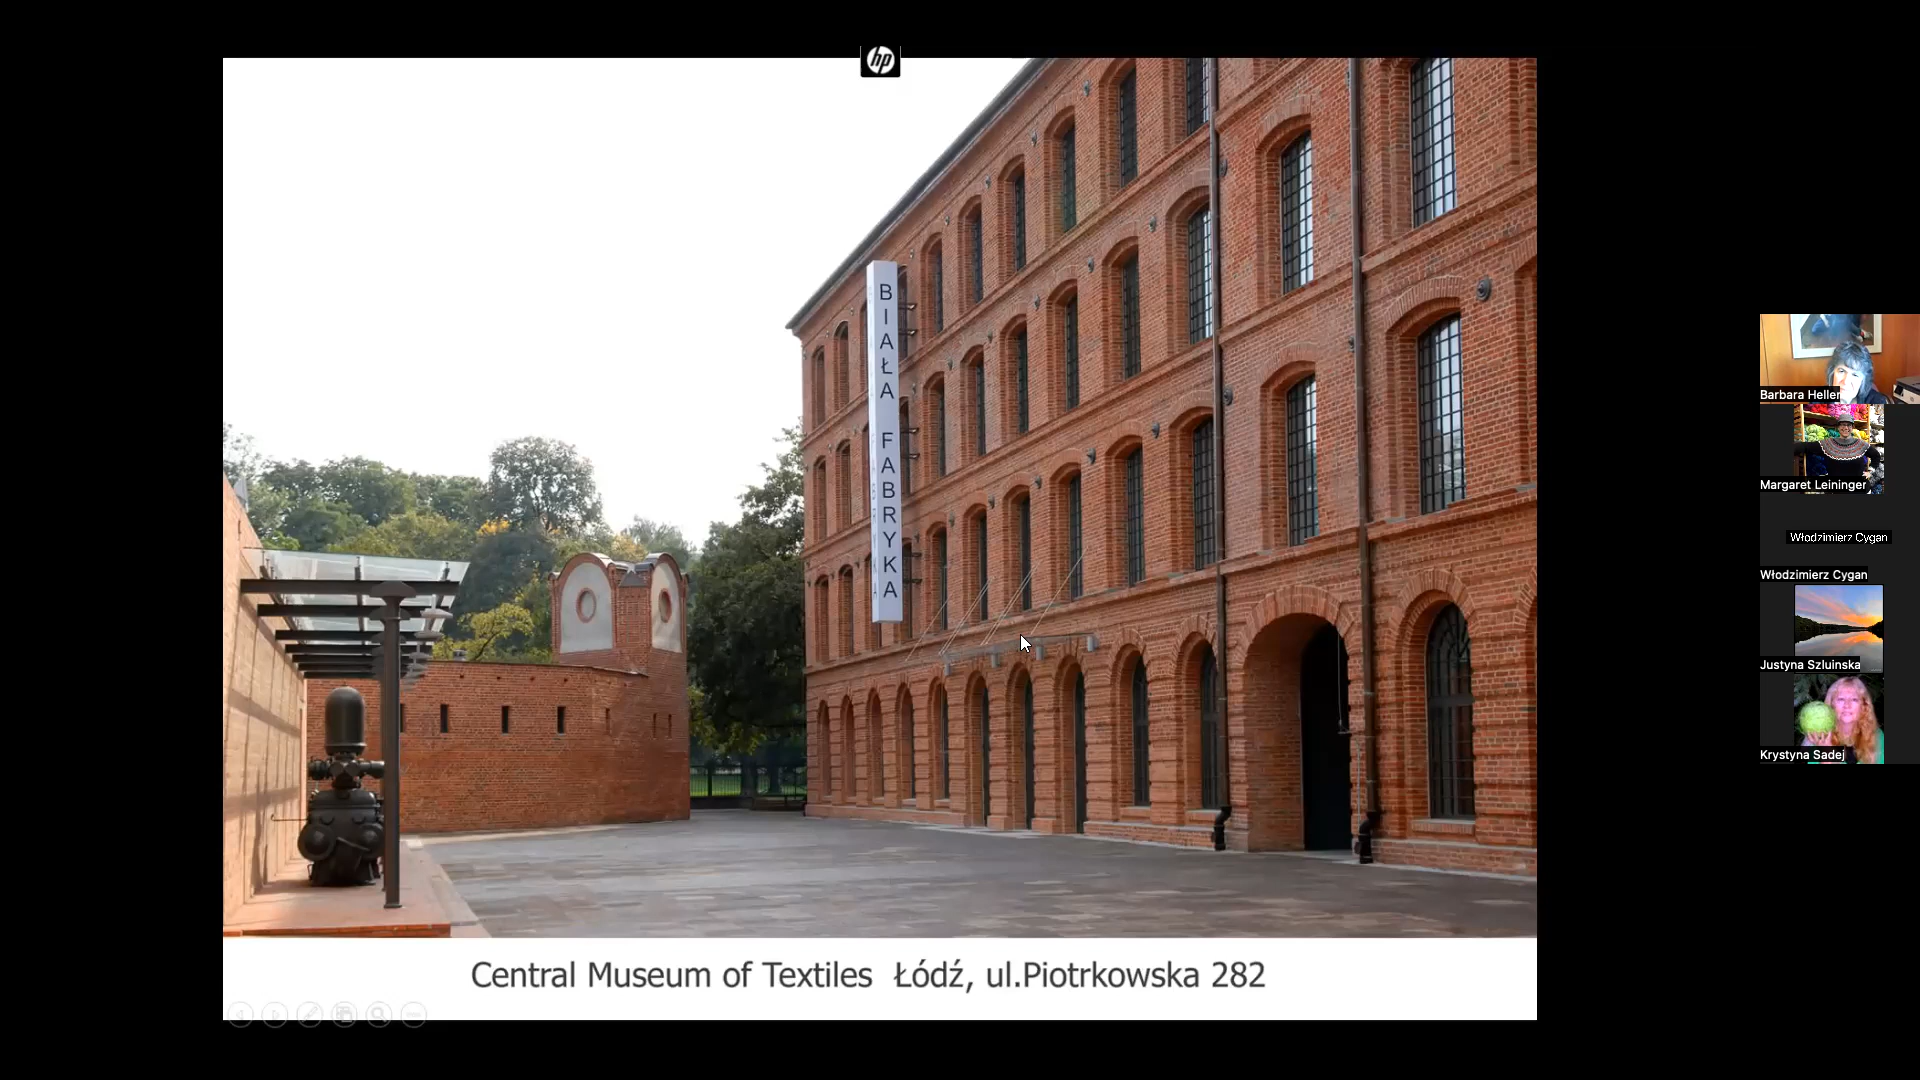 hp
BIAŁA FABRYKA
Central Museum of Textiles Łódź, ul.Piotrkowska 282
Barbara Heller
Margaret Leininger
Włodzimierz Cygan
Włodzimierz Cygan
Justyna Szluinska
Krystyna Sadej